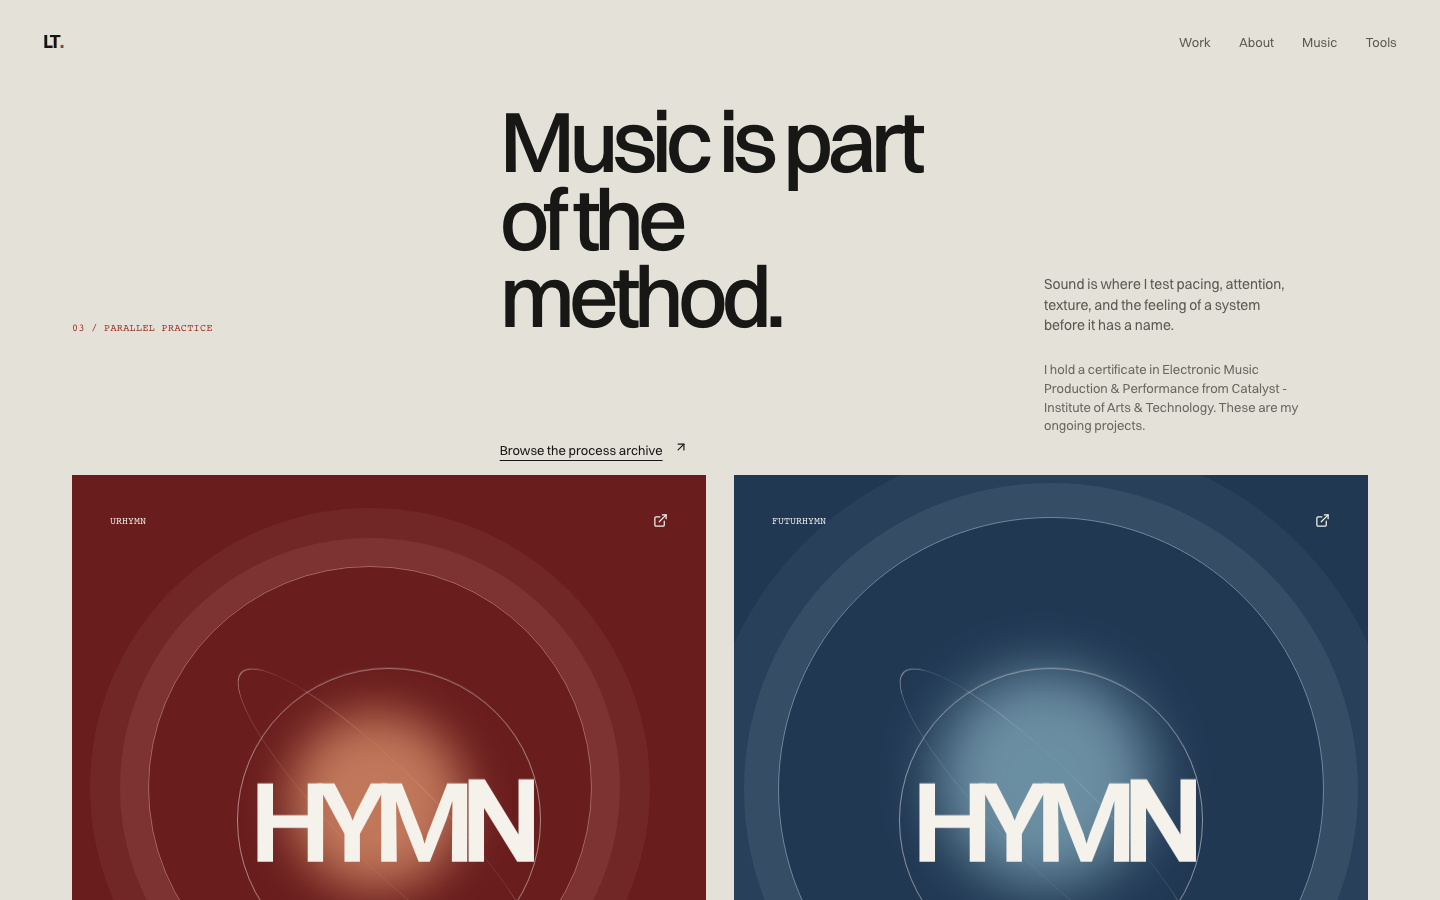 LT.
Work
About
Music
Tools
Music is part
of the
method.
03 / PARALLEL PRACTICE
Sound is where I test pacing, attention,
texture, and the feeling of a system
before it has a name.
I hold a certificate in Electronic Music
Production & Performance from Catalyst -
Institute of Arts & Technology. These are my
ongoing projects.
Browse the process archive
URHYMN
HYMN
FUTURHYMN
HYMN